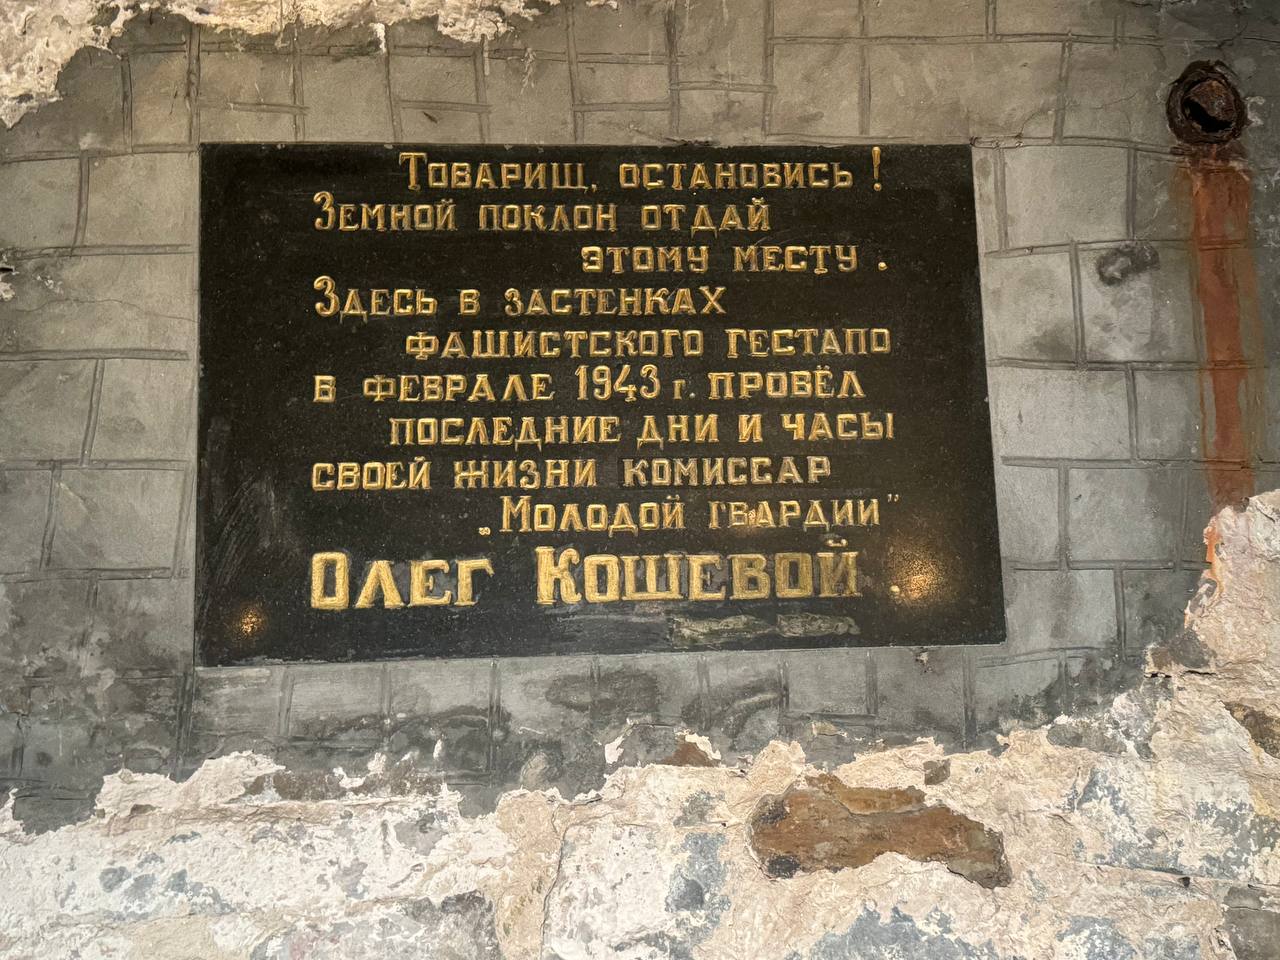 Товарищ, остановись!
Земной поклон отдай
этому месту.
Здесь в застенках
фашистского гестапо
в феврале 1943 г. провёл
последние дни и часы
своей жизни комиссар
„Молодой гвардии”
Олег Кошевой.